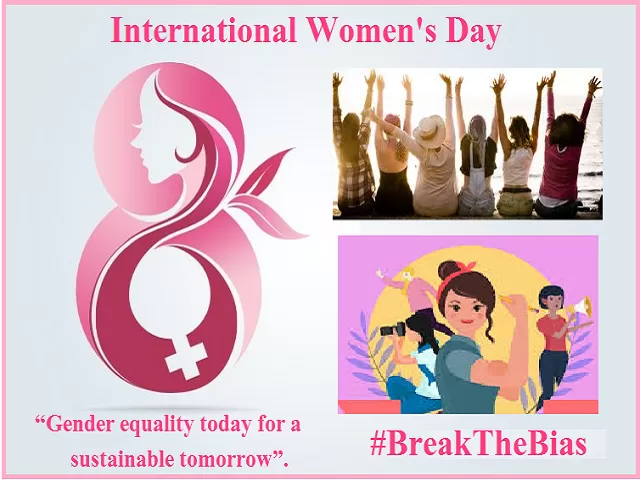 International Women's Day
“Gender equality today for a
sustainable tomorrow”.
#BreakTheBias